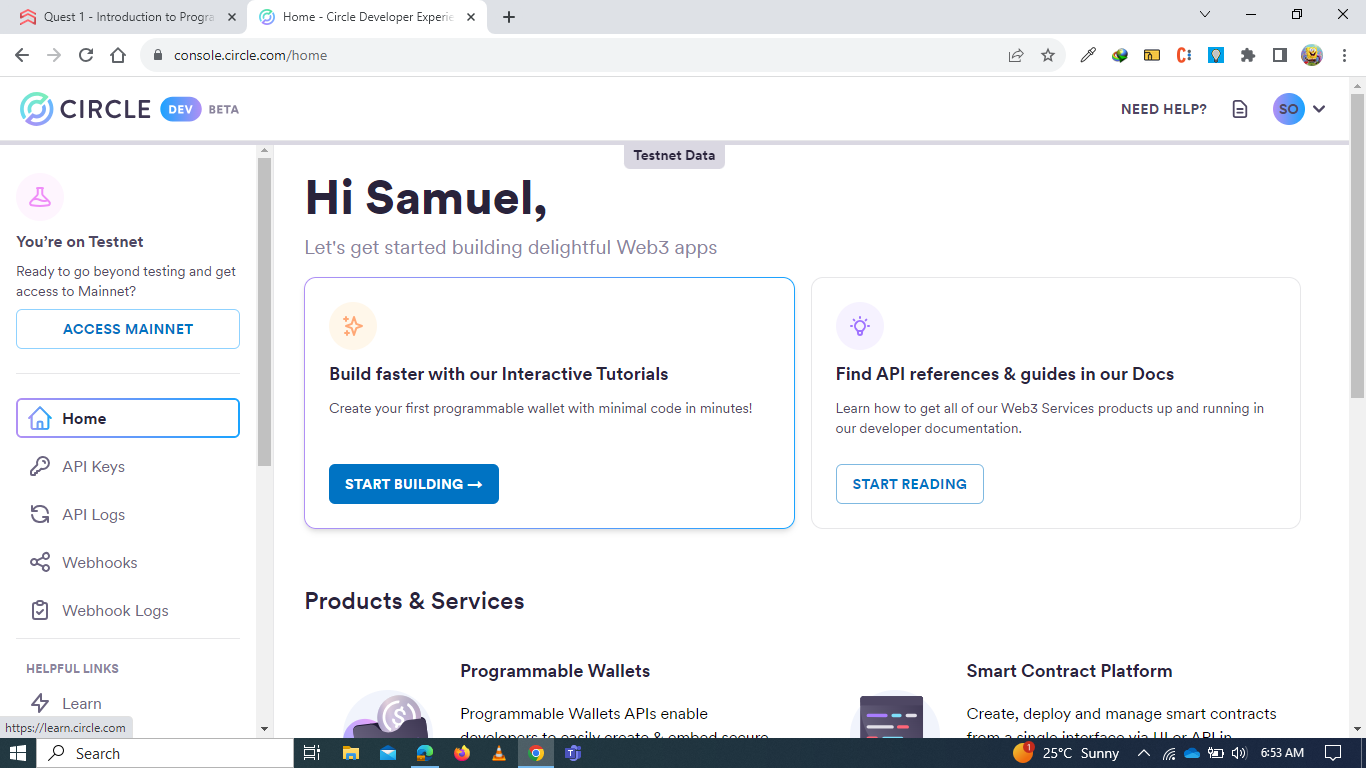 Quest 1 - Introduction to Progra
Home - Circle Developer Experie
console.circle.com/home
CIRCLE DEV BETA
NEED HELP?
SO
Testnet Data
You're on Testnet
Ready to go beyond testing and get
access to Mainnet?
ACCESS MAINNET
Home
API Keys
API Logs
Webhooks
Webhook Logs
HELPFUL LINKS
Learn
https://learn.circle.com
Hi Samuel,
Let's get started building delightful Web3 apps
Build faster with our Interactive Tutorials
Create your first programmable wallet with minimal code in minutes!
START BUILDING →
Find API references & guides in our Docs
Learn how to get all of our Web3 Services products up and running in
our developer documentation.
START READING
Products & Services
Programmable Wallets
Programmable Wallets APIs enable
developers to easily create & embed secure
Smart Contract Platform
Create, deploy and manage smart contracts
from a single interface via UI or API in
Search
1
25°C Sunny
6:53 AM